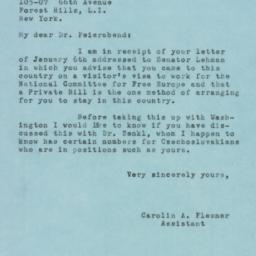 105-07 66th Avenue
Forest Hills, L.I.
New York.
My dear Dr. Feierabend:
I am in receipt of your letter
of January 6th addressed to Senator Lehman
in which you advise that you came to this
country on a visitor's visa to work for the
National Committee for Free Europe and that
a Private Bill is the one method of arranging
for you to stay in this country.
Before taking this up with Wash-
ington I would like to know if you have dis-
cussed this with Dr. Zenkl, whom I happen to
know has certain numbers for Czechoslovakians
who are in positions such as yours.
Very sincerely yours,
Carolin A. Flexner
Assistant